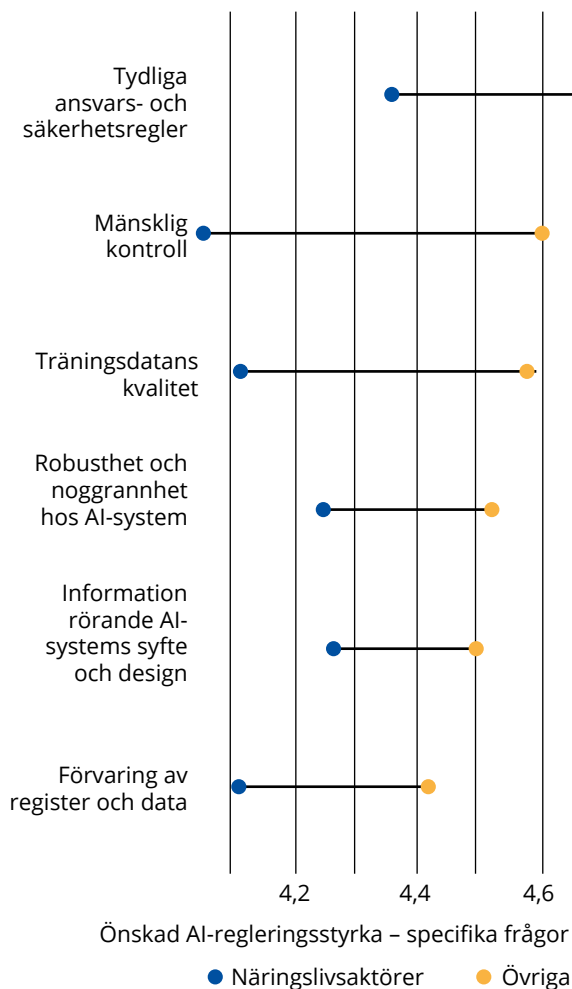 Tydliga
ansvars- och
säkerhetsregler
Mänsklig
kontroll
Träningsdatans
kvalitet
Robusthet och
noggrannhet
hos AI-system
Information
rörande AI-
systems syfte
och design
Förvaring av
register och data
4,2 4,4 4,6
Önskad AI-regleringsstyrka – specifika frågor
Näringslivsaktörer Övriga